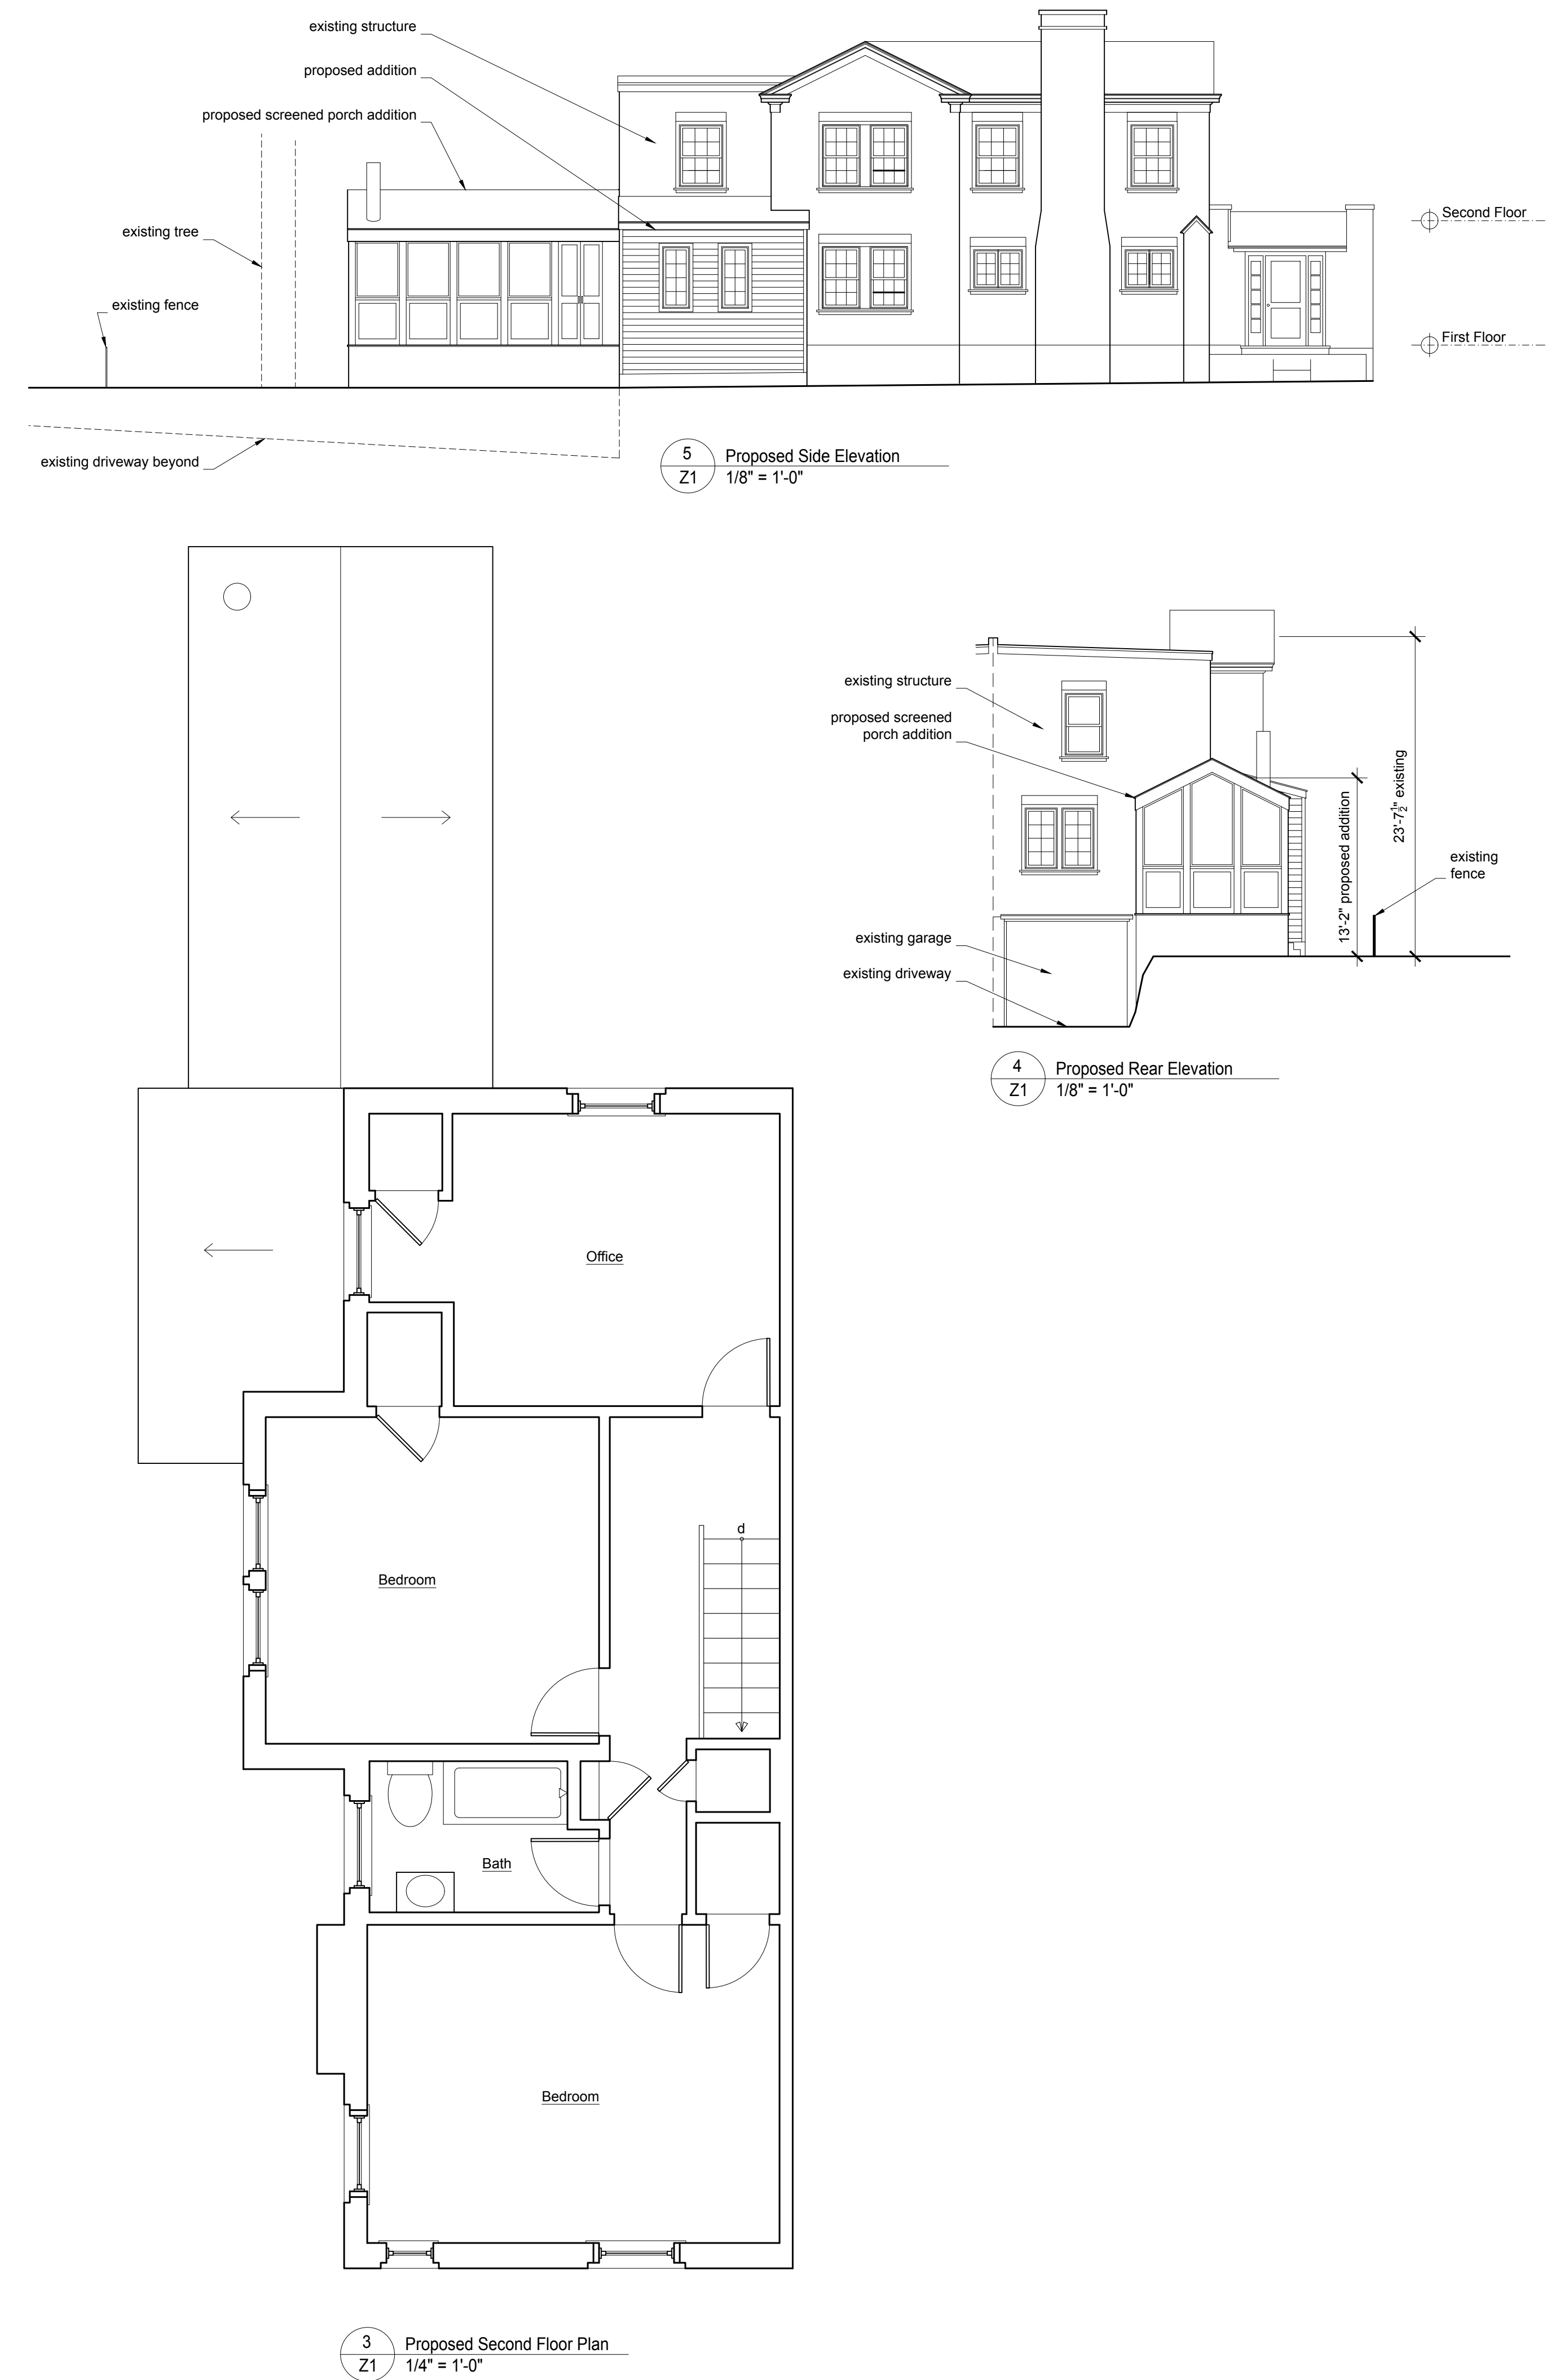 existing structure
proposed addition
proposed screened porch addition
existing tree
existing fence
existing driveway beyond
Second Floor
First Floor
5
Z1
Proposed Side Elevation
1/8" = 1'-0"
existing structure
proposed screened
porch addition
existing garage
existing driveway
13'-2" proposed addition
23'-7 1/2" existing
existing
fence
4
Z1
Proposed Rear Elevation
1/8" = 1'-0"
Office
Bedroom
d
Bath
Bedroom
3
Z1
Proposed Second Floor Plan
1/4" = 1'-0"